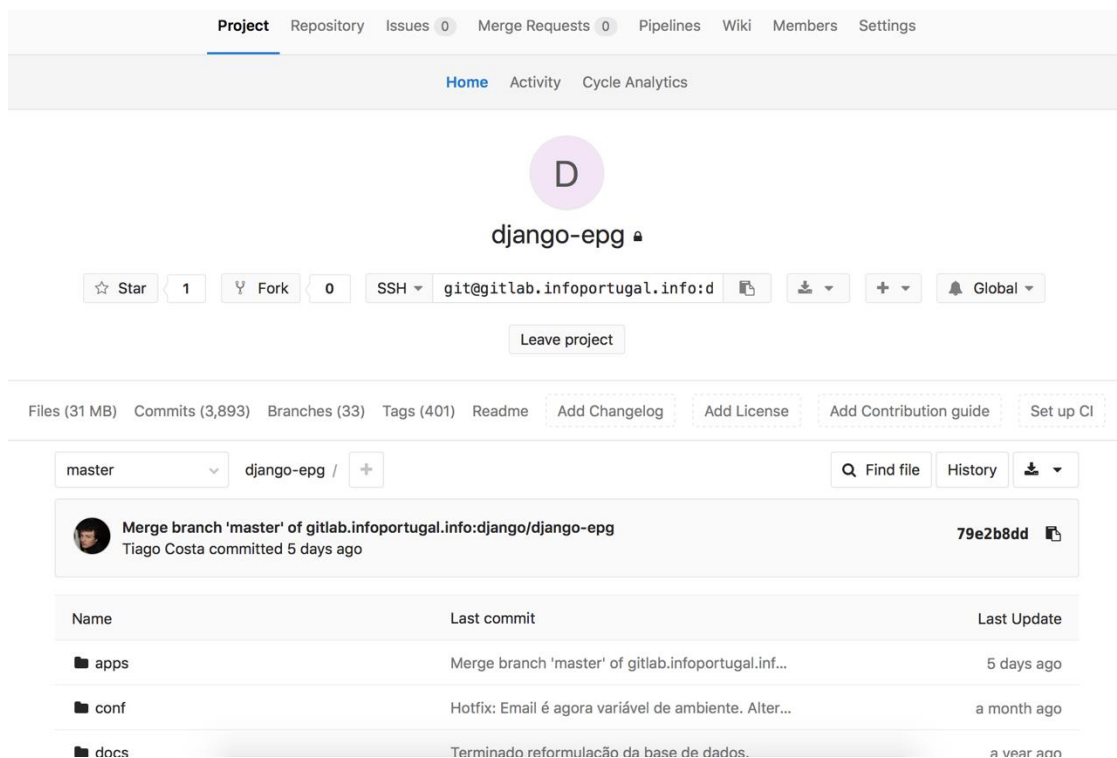 Project Repository Issues 0 Merge Requests 0 Pipelines Wiki Members Settings
Home Activity Cycle Analytics
D
django-epg
Star 1 Fork 0 SSH git@gitlab.infoportugal.info:d Global
Leave project
Files (31 MB) Commits (3,893) Branches (33) Tags (401) Readme Add Changelog Add License Add Contribution guide Set up CI
master django-epg / + Find file History
Merge branch 'master' of gitlab.infoportugal.info:django/django-epg 79e2b8dd
Tiago Costa committed 5 days ago
Name Last commit Last Update
apps Merge branch 'master' of gitlab.infoportugal.inf... 5 days ago
conf Hotfix: Email é agora variável de ambiente. Alter... a month ago
docs Terminado reformulação da base de dados. a year ago